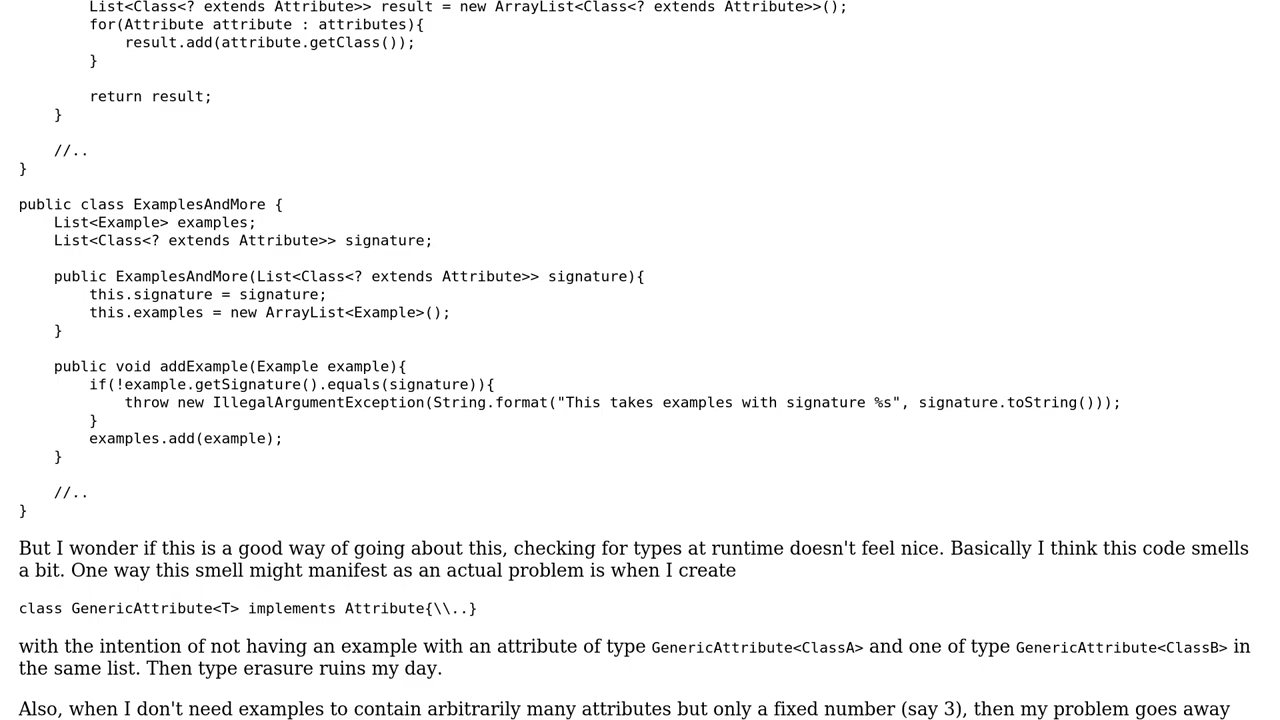 List<Class<? extends Attribute>> result = new ArrayList<Class<? extends Attribute>>();
        for(Attribute attribute : attributes){
            result.add(attribute.getClass());
        }

        return result;
    }

    //..
}

public class ExamplesAndMore {
    List<Example> examples;
    List<Class<? extends Attribute>> signature;

    public ExamplesAndMore(List<Class<? extends Attribute>> signature){
        this.signature = signature;
        this.examples = new ArrayList<Example>();
    }

    public void addExample(Example example){
        if(!example.getSignature().equals(signature)){
            throw new IllegalArgumentException(String.format("This takes examples with signature %s", signature.toString()));
        }
        examples.add(example);
    }

    //..
}
But I wonder if this is a good way of going about this, checking for types at runtime doesn't feel nice. Basically I think this code smells
a bit. One way this smell might manifest as an actual problem is when I create
class GenericAttribute<T> implements Attribute{\\..}
with the intention of not having an example with an attribute of type GenericAttribute<ClassA> and one of type GenericAttribute<ClassB> in
the same list. Then type erasure ruins my day.
Also, when I don't need examples to contain arbitrarily many attributes but only a fixed number (say 3), then my problem goes away